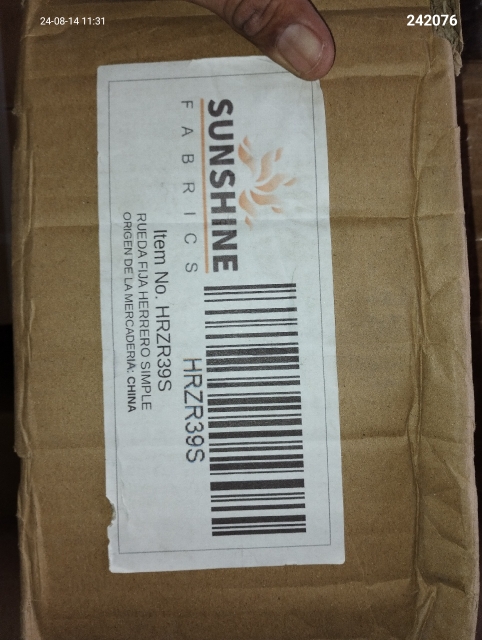 24-08-14 11:31
242076
SUNSHINE
FABRICS
HRZR39S
Item No. HRZR39S
RUEDA FIJA HERRERO SIMPLE
ORIGEN DE LA MERCADERIA: CHINA